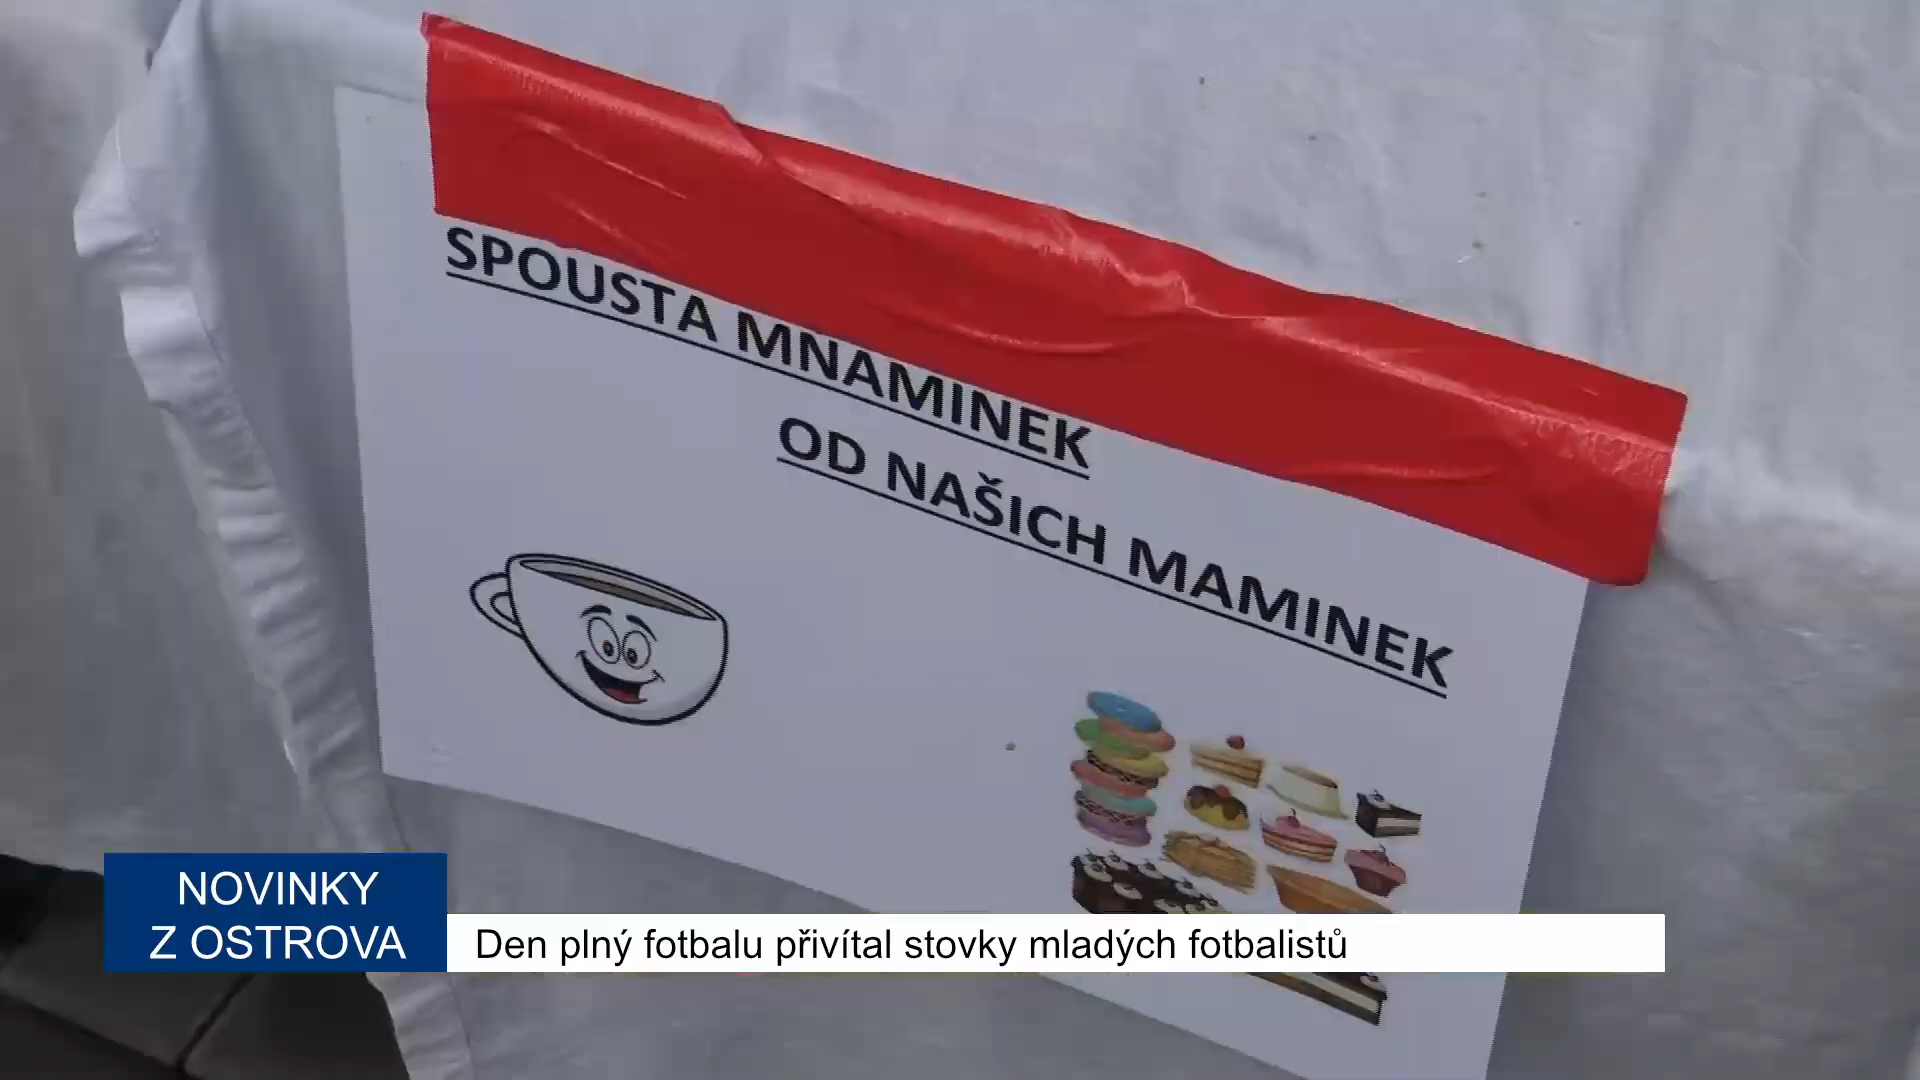 SPOUSTA MNAMINEK
OD NAŠICH MAMINEK
NOVINKY
Z OSTROVA
Den plný fotbalu přivítal stovky mladých fotbalistů